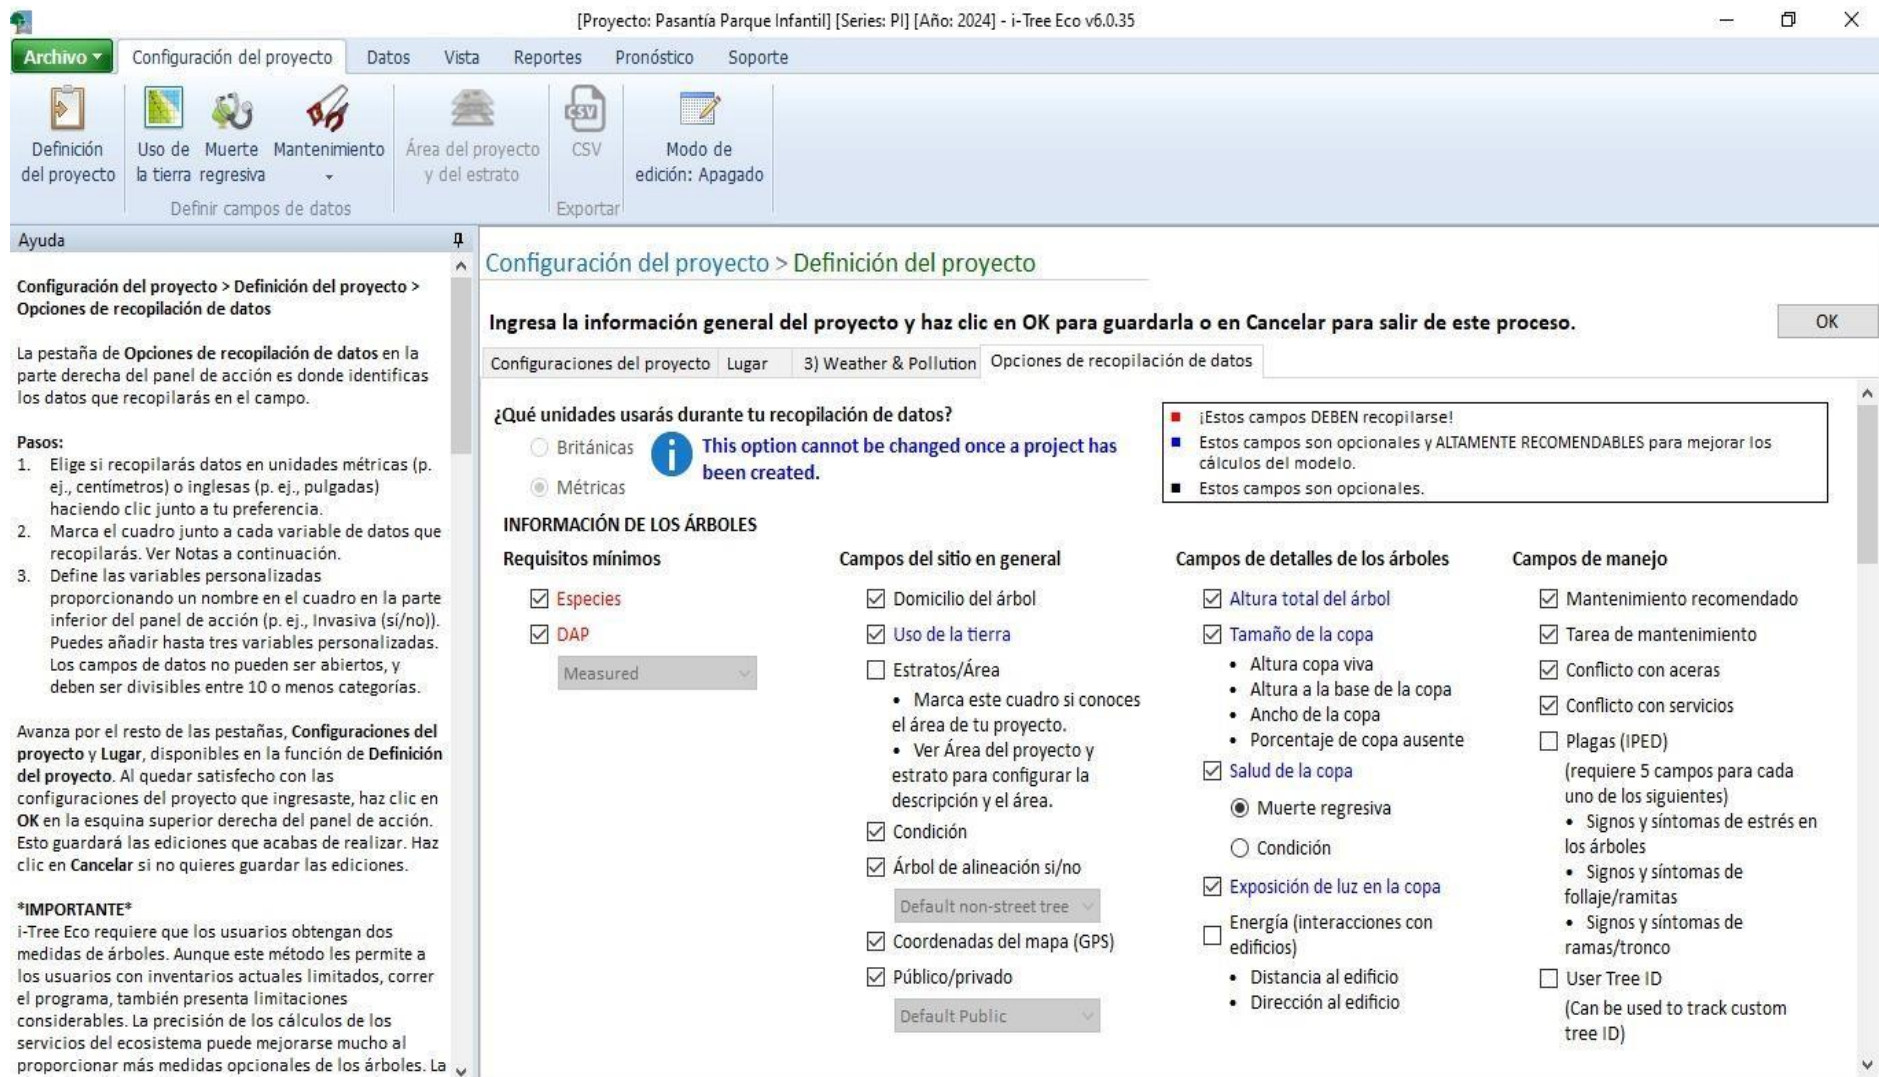 [Proyecto: Pasantía Parque Infantil] [Series: PI] [Año: 2024] - i-Tree Eco v6.0.35
Archivo
Configuración del proyecto
Datos
Vista
Reportes
Pronóstico
Soporte
Definición
del proyecto
Uso de
la tierra
Muerte
regresiva
Mantenimiento
Definir campos de datos
Área del proyecto
y del estrato
CSV
CSV
Exportar
Modo de
edición: Apagado
Ayuda
Configuración del proyecto > Definición del proyecto >
Opciones de recopilación de datos
La pestaña de Opciones de recopilación de datos en la
parte derecha del panel de acción es donde identificas
los datos que recopilarás en el campo.
Pasos:
1. Elige si recopilarás datos en unidades métricas (p.
ej., centímetros) o inglesas (p. ej., pulgadas)
haciendo clic junto a tu preferencia.
2. Marca el cuadro junto a cada variable de datos que
recopilarás. Ver Notas a continuación.
3. Define las variables personalizadas
proporcionando un nombre en el cuadro en la parte
inferior del panel de acción (p. ej., Invasiva (sí/no)).
Puedes añadir hasta tres variables personalizadas.
Los campos de datos no pueden ser abiertos, y
deben ser divisibles entre 10 o menos categorías.
Avanza por el resto de las pestañas, Configuraciones del
proyecto y Lugar, disponibles en la función de Definición
del proyecto. Al quedar satisfecho con las
configuraciones del proyecto que ingresaste, haz clic en
OK en la esquina superior derecha del panel de acción.
Esto guardará las ediciones que acabas de realizar. Haz
clic en Cancelar si no quieres guardar las ediciones.
*IMPORTANTE*
i-Tree Eco requiere que los usuarios obtengan dos
medidas de árboles. Aunque este método les permite a
los usuarios con inventarios actuales limitados, correr
el programa, también presenta limitaciones
considerables. La precisión de los cálculos de los
servicios del ecosistema puede mejorarse mucho al
proporcionar más medidas opcionales de los árboles. La
Configuración del proyecto > Definición del proyecto
Ingresa la información general del proyecto y haz clic en OK para guardarla o en Cancelar para salir de este proceso.
OK
Configuraciones del proyecto
Lugar
3) Weather & Pollution
Opciones de recopilación de datos
¿Qué unidades usarás durante tu recopilación de datos?
Británicas
Métricas
This option cannot be changed once a project has
been created.
¡Estos campos DEBEN recopilarse!
Estos campos son opcionales y ALTAMENTE RECOMENDABLES para mejorar los
cálculos del modelo.
Estos campos son opcionales.
INFORMACIÓN DE LOS ÁRBOLES
Requisitos mínimos
Especies
DAP
Measured
Campos del sitio en general
Domicilio del árbol
Uso de la tierra
Estratos/Área
• Marca este cuadro si conoces
el área de tu proyecto.
• Ver Área del proyecto y
estrato para configurar la
descripción y el área.
Condición
Árbol de alineación si/no
Default non-street tree
Coordenadas del mapa (GPS)
Público/privado
Default Public
Campos de detalles de los árboles
Altura total del árbol
Tamaño de la copa
• Altura copa viva
• Altura a la base de la copa
• Ancho de la copa
• Porcentaje de copa ausente
Salud de la copa
Muerte regresiva
Condición
Exposición de luz en la copa
Energía (interacciones con
edificios)
• Distancia al edificio
• Dirección al edificio
Campos de manejo
Mantenimiento recomendado
Tarea de mantenimiento
Conflicto con aceras
Conflicto con servicios
Plagas (IPED)
(requiere 5 campos para cada
uno de los siguientes)
• Signos y síntomas de estrés en
los árboles
• Signos y síntomas de
follaje/ramitas
• Signos y síntomas de
ramas/tronco
User Tree ID
(Can be used to track custom
tree ID)